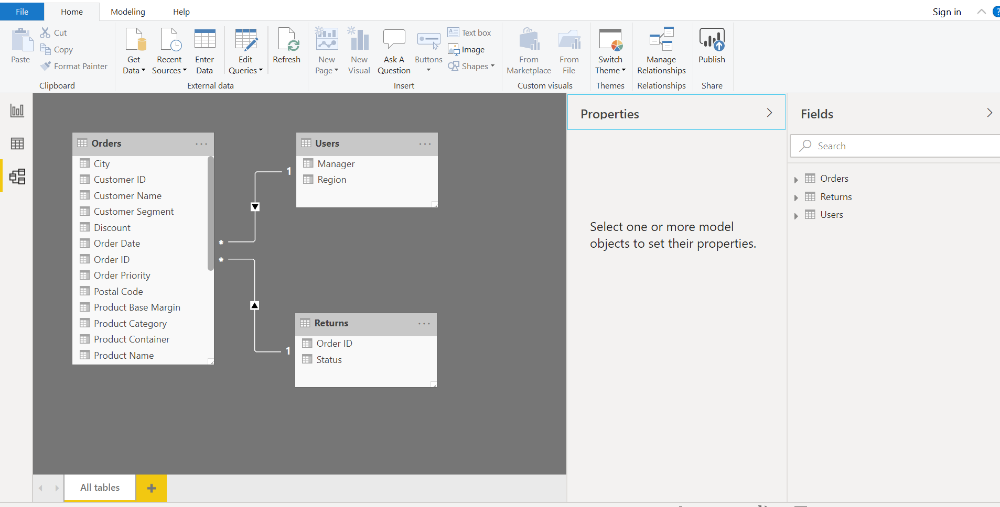 File
Home
Modeling
Help
Sign in
?
Paste
Cut
Copy
Format Painter
Clipboard
Get
Data
Recent
Sources
Enter
Data
Edit
Queries
Refresh
External data
New
Page
New
Visual
Ask A
Question
Buttons
Text box
Image
Shapes
Insert
From
Marketplace
From
File
Custom visuals
Switch
Theme
Themes
Manage
Relationships
Relationships
Publish
Share
Orders
City
Customer ID
Customer Name
Customer Segment
Discount
Order Date
Order ID
Order Priority
Postal Code
Product Base Margin
Product Category
Product Container
Product Name
*
*
1
1
Users
Manager
Region
Returns
Order ID
Status
Properties
Select one or more model
objects to set their properties.
Fields
Search
Orders
Returns
Users
All tables